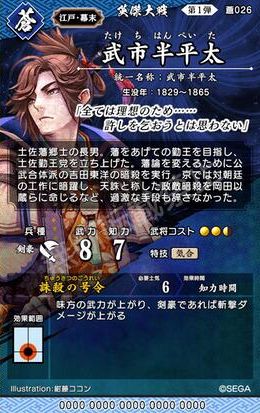 蒼
江戸・幕末
英傑大戦
第1弾
蒼026
たけ ち はん ぺい た
武市半平太
統一名称：武市半平太
生没年：1829～1865
「全ては理想のため……
許しを乞おうとは思わない」
土佐藩郷士の長男。藩をあげての勤王を目指し、
土佐勤王党を立ち上げた。藩論を変えるために公
武合体派の吉田東洋の暗殺を実行。京では対朝廷
の工作に暗躍し、天誅と称した政敵暗殺を岡田以
蔵らに命じるなど、過激な手段も辞さなかった。
兵種 武力 知力 武将コスト
剣豪 8 7 特技 気合
ちゅうさつのごうれい
誅殺の号令
必要士気 6
効果時間 知力時間
効果範囲
味方の武力が上がり、剣豪であれば斬撃ダ
メージが上がる
Illustration:紺藤ココン
©SEGA
0000-0000-0000-0000-0000